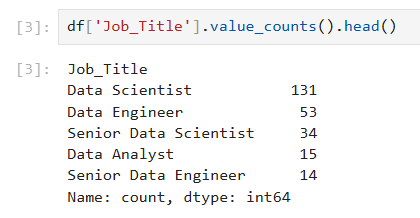 [3]: df['Job_Title'].value_counts().head()
[3]: Job_Title
Data Scientist 131
Data Engineer 53
Senior Data Scientist 34
Data Analyst 15
Senior Data Engineer 14
Name: count, dtype: int64